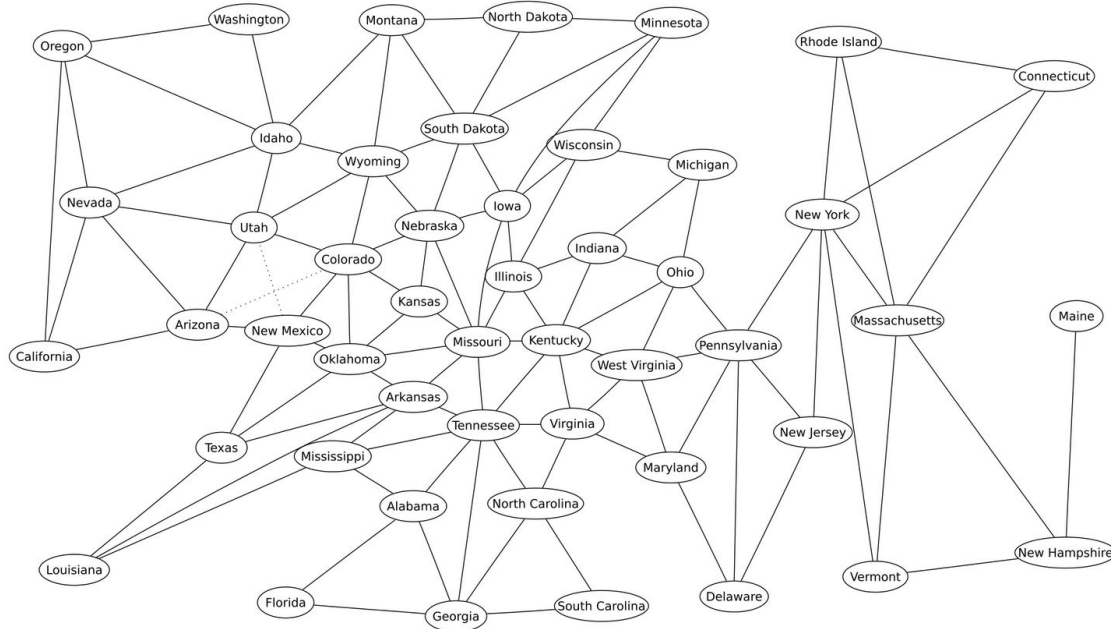 Washington
Montana
North Dakota
Minnesota
Oregon
Rhode Island
Connecticut
Idaho
South Dakota
Wyoming
Wisconsin
Michigan
Nevada
Utah
Nebraska
Iowa
New York
Colorado
Illinois
Indiana
Ohio
Kansas
Arizona
New Mexico
California
Oklahoma
Missouri
Kentucky
West Virginia
Pennsylvania
Massachusetts
Maine
Arkansas
Texas
Mississippi
Tennessee
Virginia
New Jersey
Maryland
Alabama
North Carolina
Louisiana
Florida
Georgia
South Carolina
Delaware
Vermont
New Hampshire